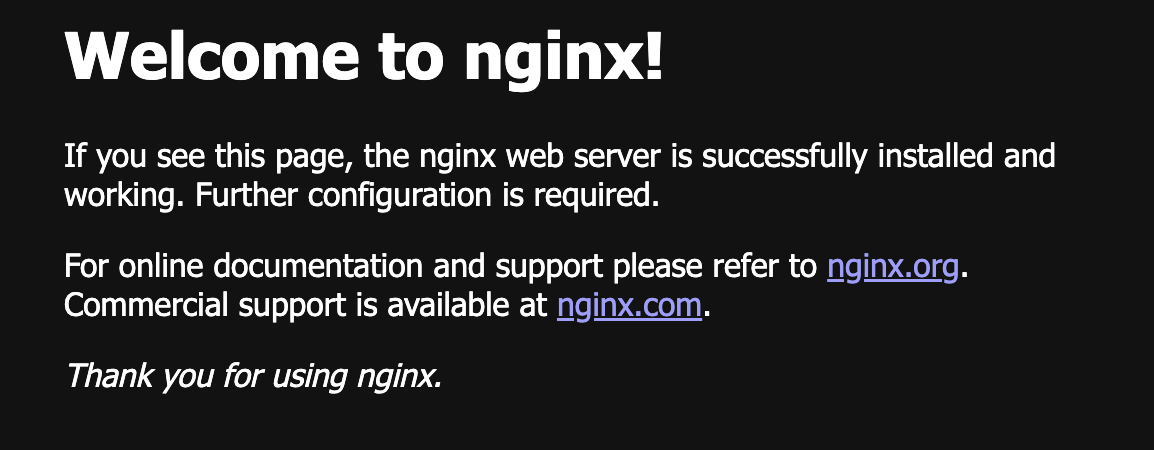 Welcome to nginx!
If you see this page, the nginx web server is successfully installed and
working. Further configuration is required.
For online documentation and support please refer to nginx.org.
Commercial support is available at nginx.com.
Thank you for using nginx.